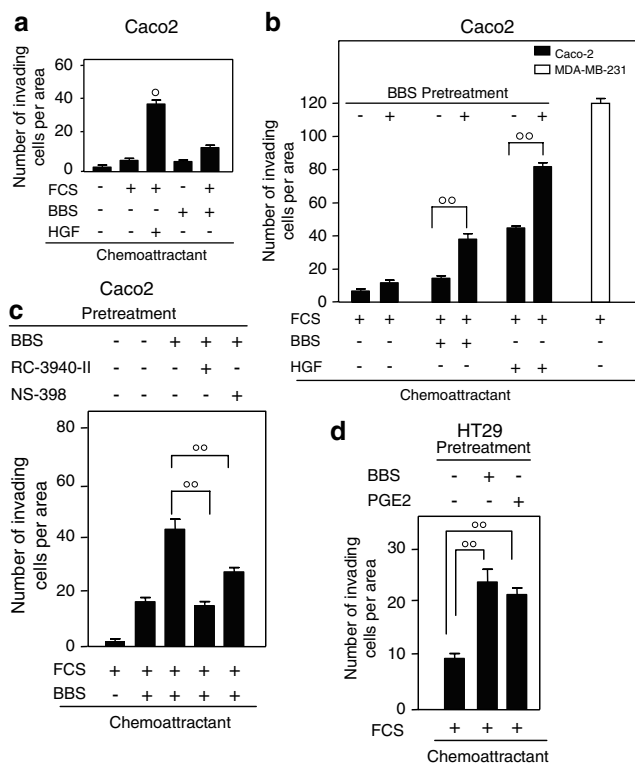 a
Caco2
Number of invading
cells per area
60
40
20
0
FCS - + + - +
BBS - - - + +
HGF - - + - -
Chemoattractant
b
Caco2
Caco-2
MDA-MB-231
BBS Pretreatment
- + - + - +
Number of invading
cells per area
120
100
80
60
40
20
0
FCS + + + + + + +
BBS - - + + - - -
HGF - - - - + + -
Chemoattractant
c
Caco2
Pretreatment
BBS - - + + +
RC-3940-II - - - + -
NS-398 - - - - +
Number of invading
cells per area
80
60
40
20
0
FCS + + + + +
BBS - + + + +
Chemoattractant
d
HT29
Pretreatment
BBS - + -
PGE2 - - +
Number of invading
cells per area
30
20
10
0
FCS + + +
Chemoattractant